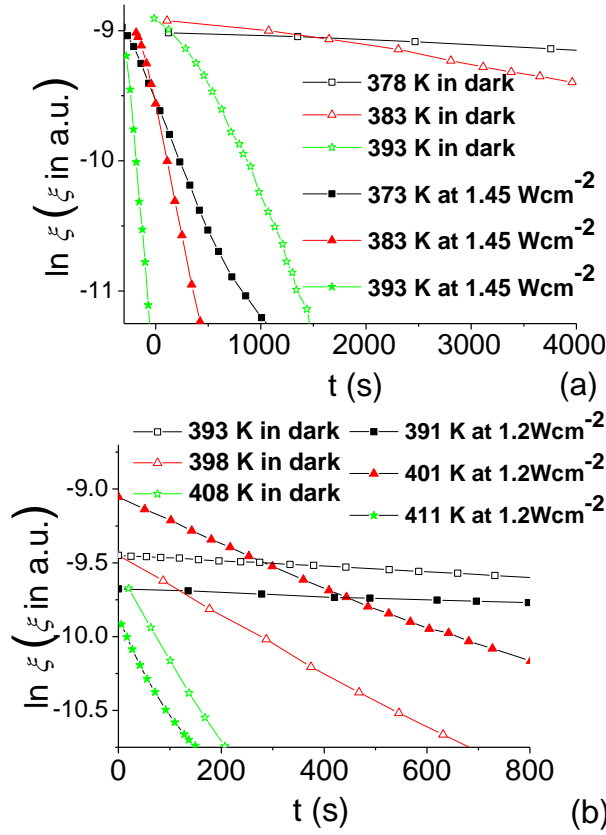 -9
-10
-11
ln ξ ( ξ in a.u.)
378 K in dark
383 K in dark
393 K in dark
373 K at 1.45 Wcm-2
383 K at 1.45 Wcm-2
393 K at 1.45 Wcm-2
0 1000 2000 3000 4000
t (s) (a)
393 K in dark 391 K at 1.2Wcm-2
398 K in dark 401 K at 1.2Wcm-2
408 K in dark 411 K at 1.2Wcm-2
-9.0
-9.5
-10.0
-10.5
ln ξ ( ξ in a.u.)
0 200 400 600 800
t (s) (b)